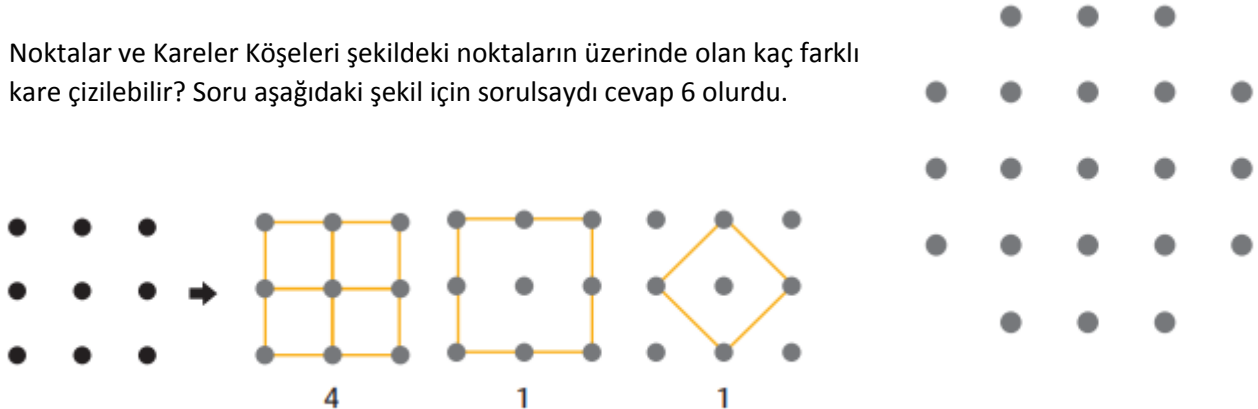 Noktalar ve Kareler Köşeleri şekildeki noktaların üzerinde olan kaç farklı
kare çizilebilir? Soru aşağıdaki şekil için sorulsaydı cevap 6 olurdu.
4 1 1